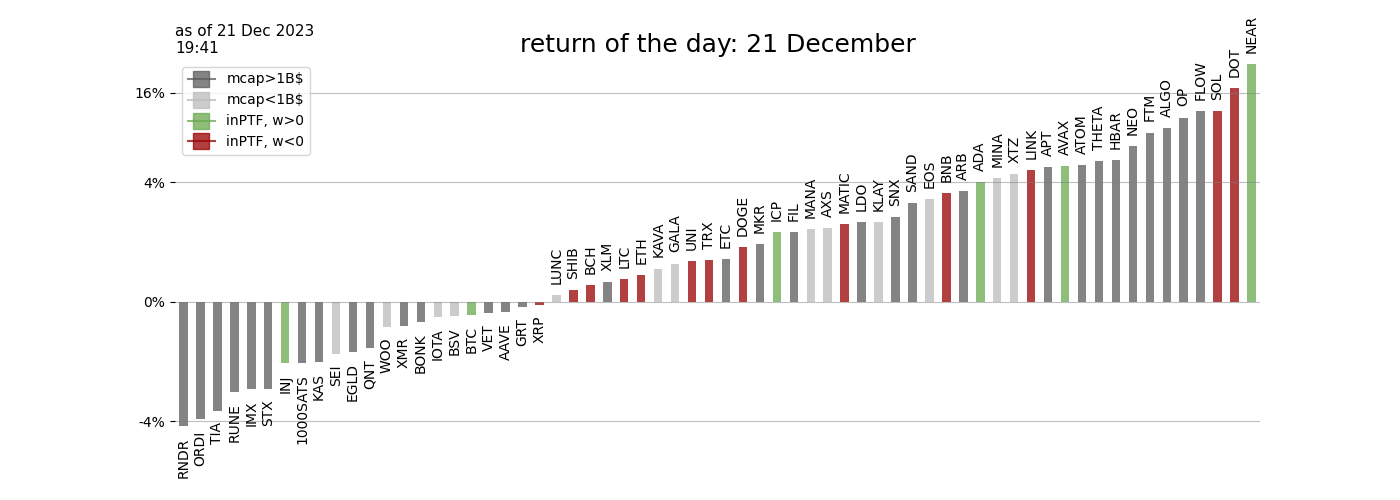 as of 21 Dec 2023
19:41
return of the day: 21 December
mcap>1B$
mcap<1B$
inPTF, w>0
inPTF, w<0
16%
4%
0%
-4%
RNDR
ORDI
TIA
RUNE
IMX
STX
INJ
1000SATS
KAS
SEI
EGLD
QNT
WOO
XMR
BONK
IOTA
BSV
BTC
VET
AAVE
GRT
XRP
LUNC
SHIB
BCH
XLM
LTC
ETH
KAVA
GALA
UNI
TRX
ETC
DOGE
MKR
ICP
FIL
MANA
AXS
MATIC
LDO
KLAY
SNX
SAND
EOS
BNB
ARB
ADA
MINA
XTZ
LINK
APT
AVAX
ATOM
THETA
HBAR
NEO
FTM
ALGO
OP
FLOW
SOL
DOT
NEAR